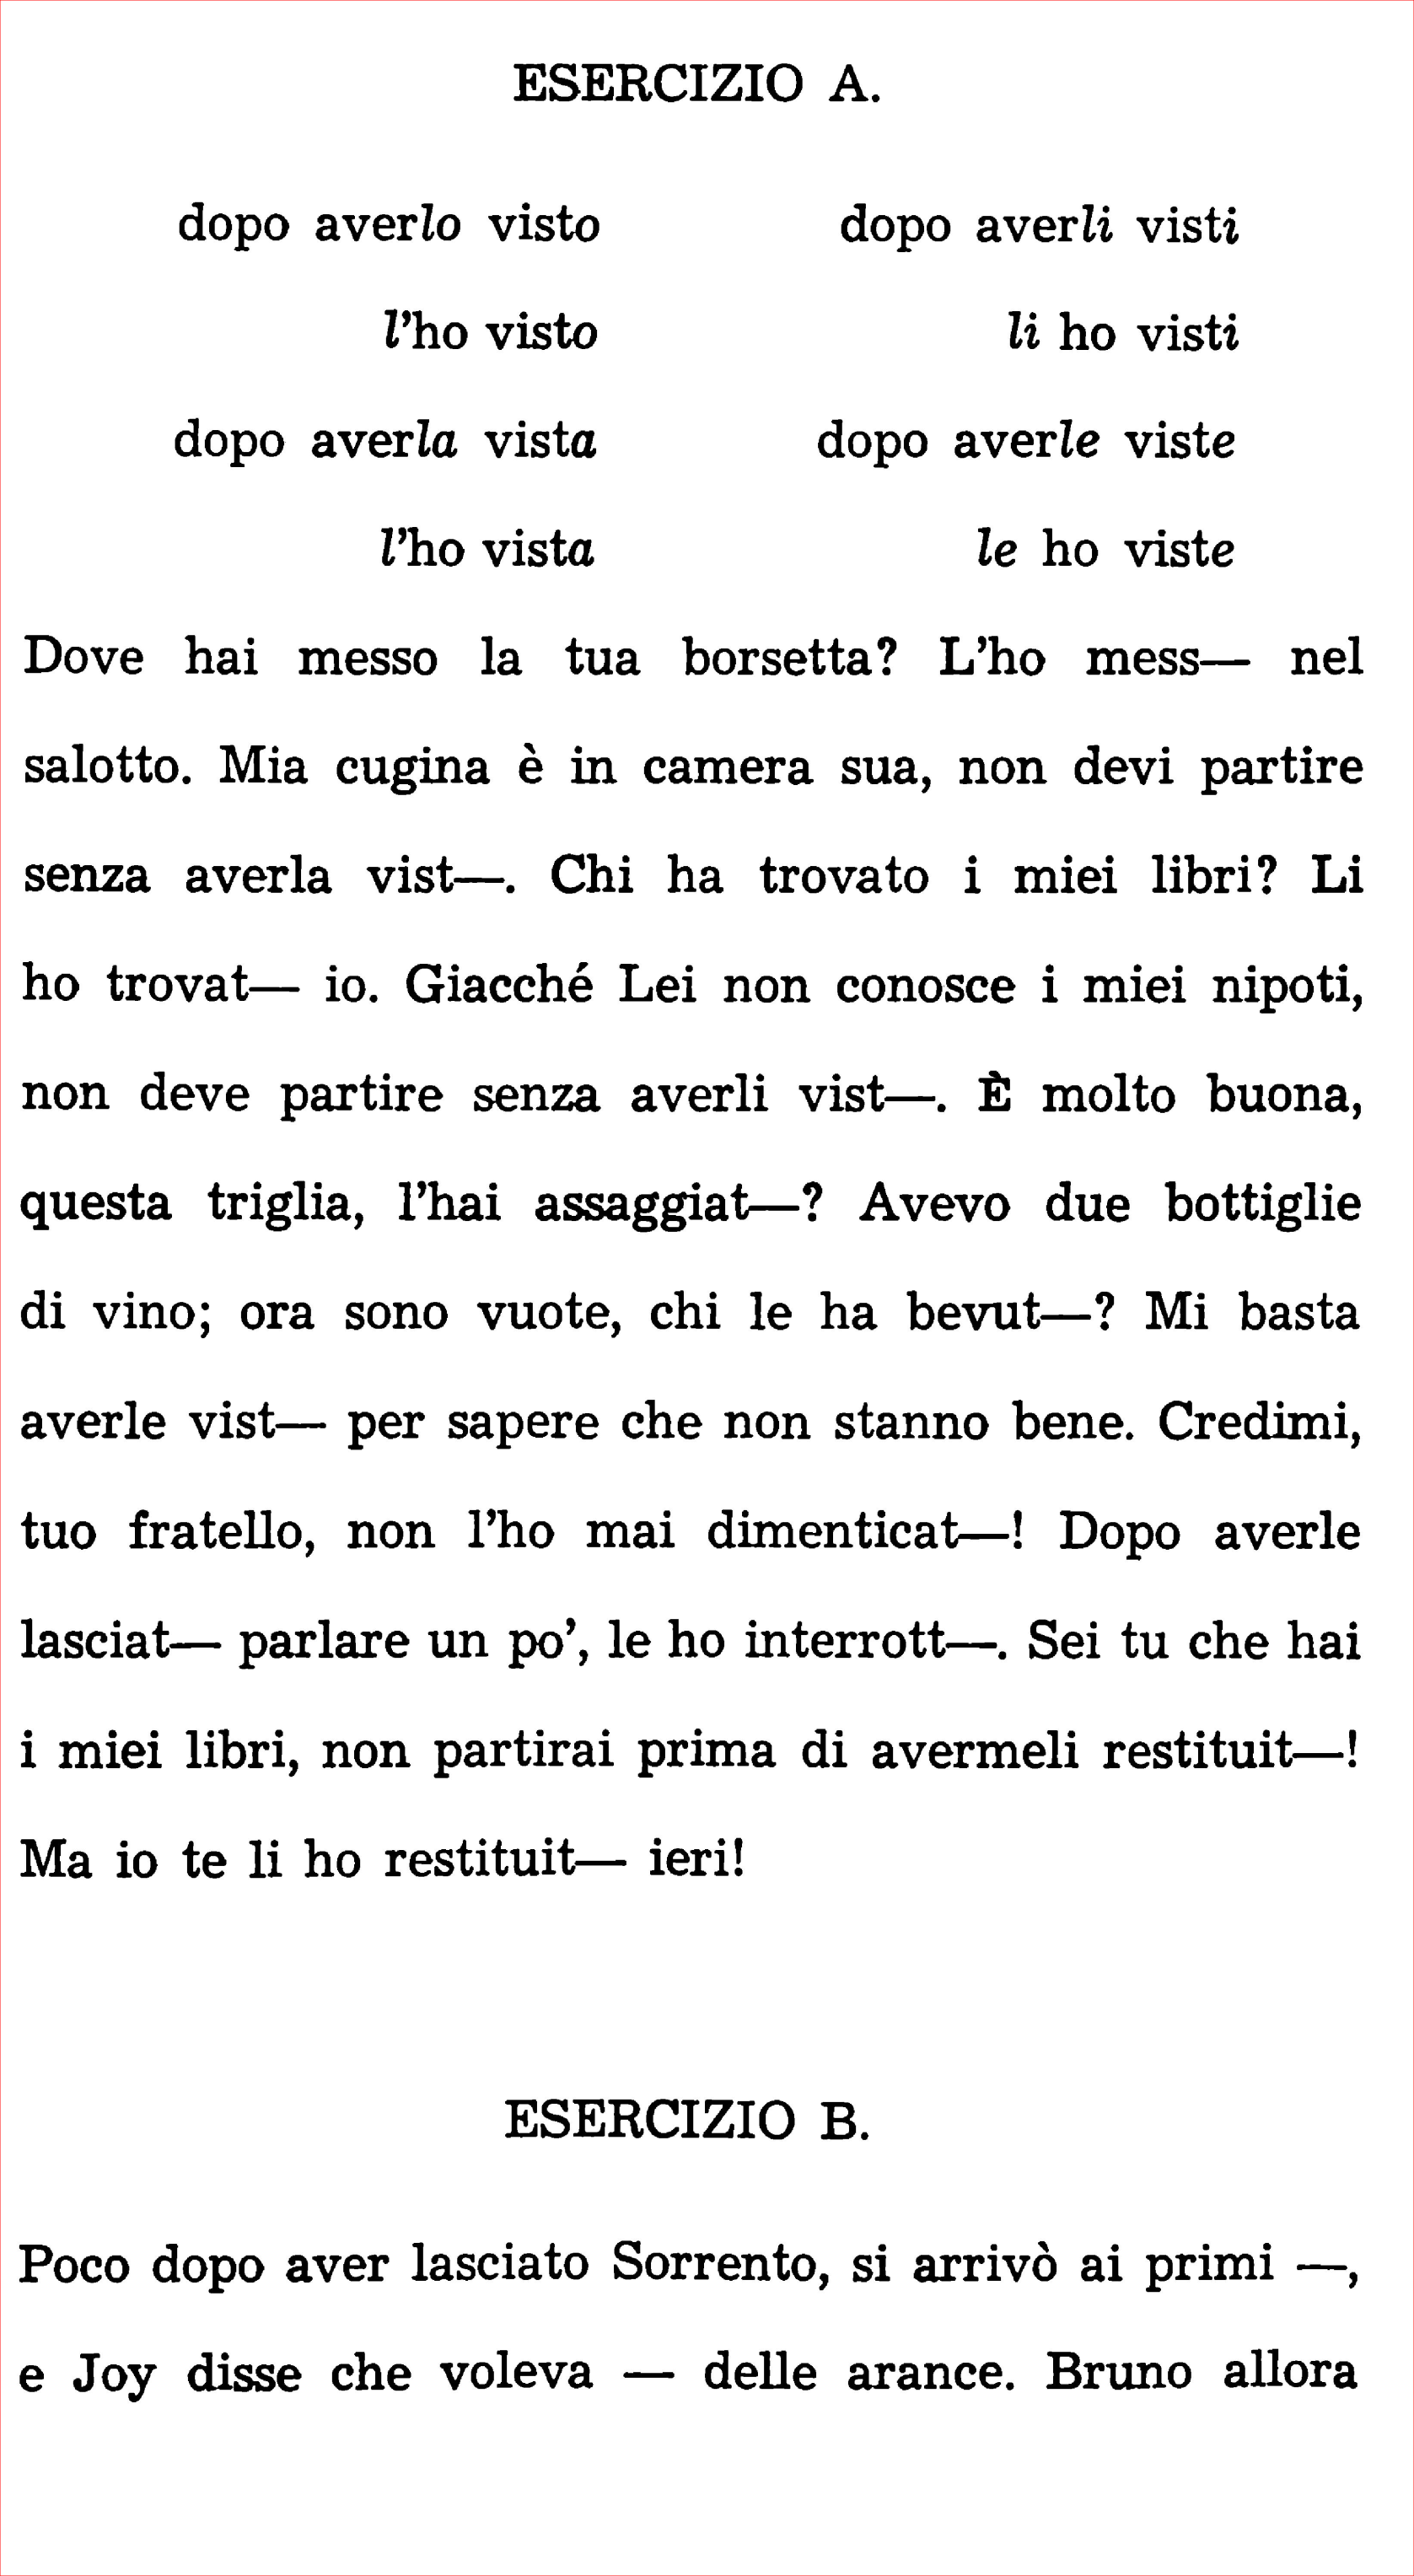 ESERCIZIO A.
dopo averlo visto dopo averli visti
l'ho visto li ho visti
dopo averla vista dopo averle viste
l'ho vista le ho viste
Dove hai messo la tua borsetta? L'ho mess— nel
salotto. Mia cugina è in camera sua, non devi partire
senza averla vist—. Chi ha trovato i miei libri? Li
ho trovat— io. Giacché Lei non conosce i miei nipoti,
non deve partire senza averli vist—. È molto buona,
questa triglia, l'hai assaggiat—? Avevo due bottiglie
di vino; ora sono vuote, chi le ha bevut—? Mi basta
averle vist— per sapere che non stanno bene. Credimi,
tuo fratello, non l'ho mai dimenticat—! Dopo averle
lasciat— parlare un po', le ho interrott—. Sei tu che hai
i miei libri, non partirai prima di avermeli restituit—!
Ma io te li ho restituit— ieri!
ESERCIZIO B.
Poco dopo aver lasciato Sorrento, si arrivò ai primi —,
e Joy disse che voleva — delle arance. Bruno allora